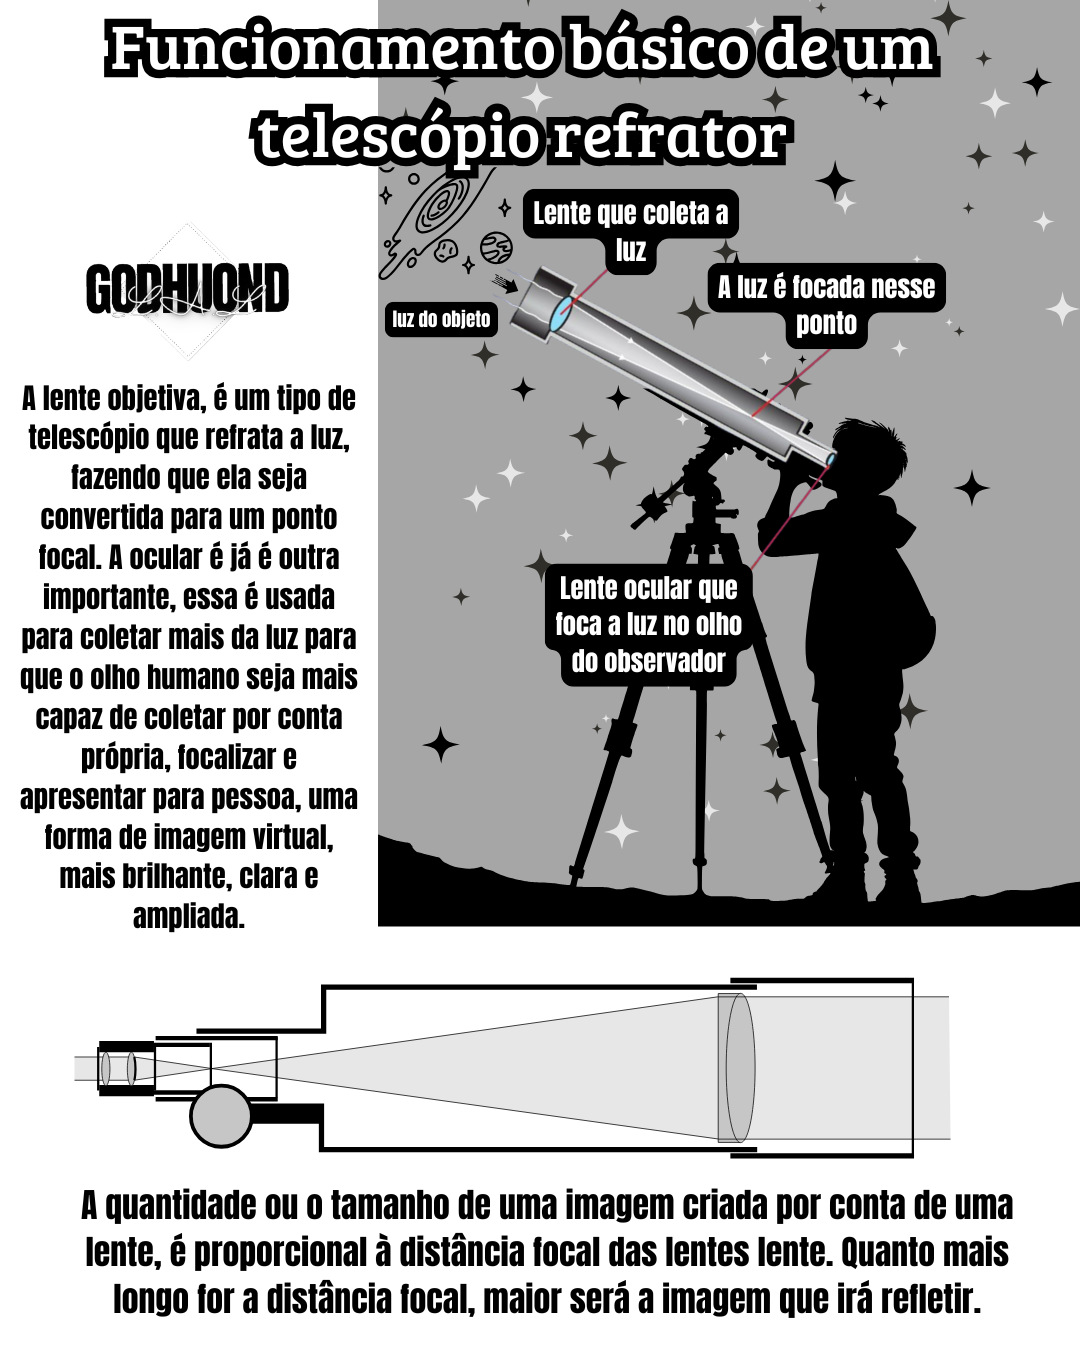 Funcionamento básico de um
telescópio refrator
Lente que coleta a
luz
A luz é focada nesse
ponto
luz do objeto
GODHUOND
A lente objetiva, é um tipo de
telescópio que refrata a luz,
fazendo que ela seja
convertida para um ponto
focal. A ocular é já é outra
importante, essa é usada
para coletar mais da luz para
que o olho humano seja mais
capaz de coletar por conta
própria, focalizar e
apresentar para pessoa, uma
forma de imagem virtual,
mais brilhante, clara e
ampliada.
Lente ocular que
foca a luz no olho
do observador
A quantidade ou o tamanho de uma imagem criada por conta de uma
lente, é proporcional à distância focal das lentes lente. Quanto mais
longo for a distância focal, maior será a imagem que irá refletir.